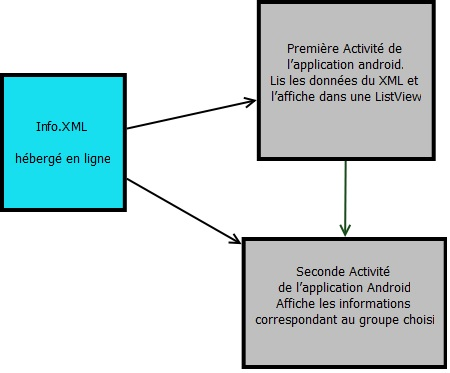 Info.XML
hébergé en ligne
Première Activité de
l'application android.
Lis les données du XML et
l'affiche dans une ListView
Seconde Activité
de l'application Android
Affiche les informations
correspondant au groupe choisi